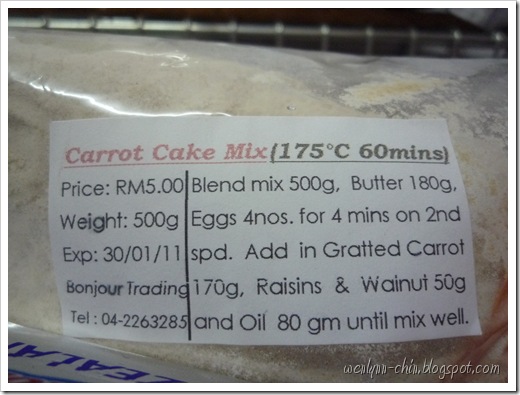 Carrot Cake Mix (175°C 60mins)
Price: RM5.00
Weight: 500g
Exp: 30/01/11
Bonjour Trading
Tel : 04-2263285
Blend mix 500g, Butter 180g,
Eggs 4nos. for 4 mins on 2nd
spd. Add in Gratted Carrot
170g, Raisins & Wainut 50g
and Oil 80 gm until mix well.
wenlynn-chin.blogspot.com